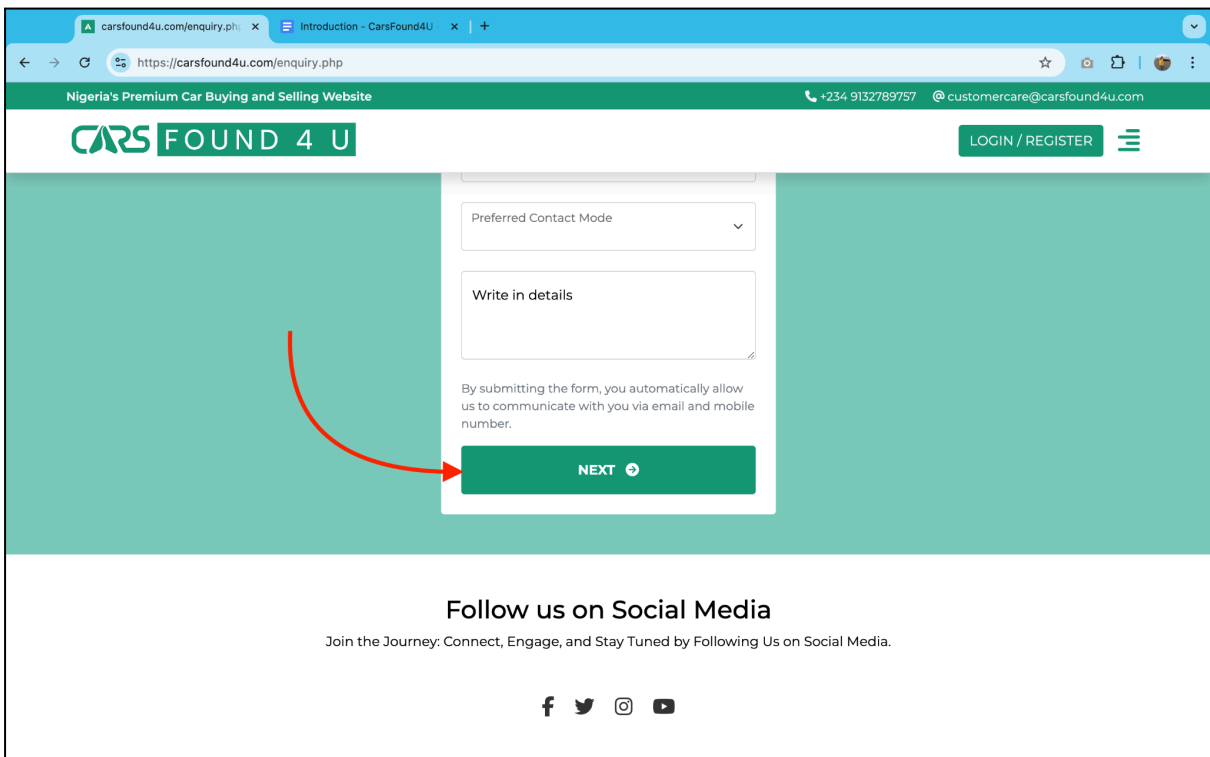 carsfound4u.com/enquiry.ph
Introduction - CarsFound4U -
https://carsfound4u.com/enquiry.php
Nigeria's Premium Car Buying and Selling Website
+234 9132789757
customercare@carsfound4u.com
CARS FOUND 4 U
LOGIN / REGISTER
Preferred Contact Mode
Write in details
By submitting the form, you automatically allow
us to communicate with you via email and mobile
number.
NEXT
Follow us on Social Media
Join the Journey: Connect, Engage, and Stay Tuned by Following Us on Social Media.